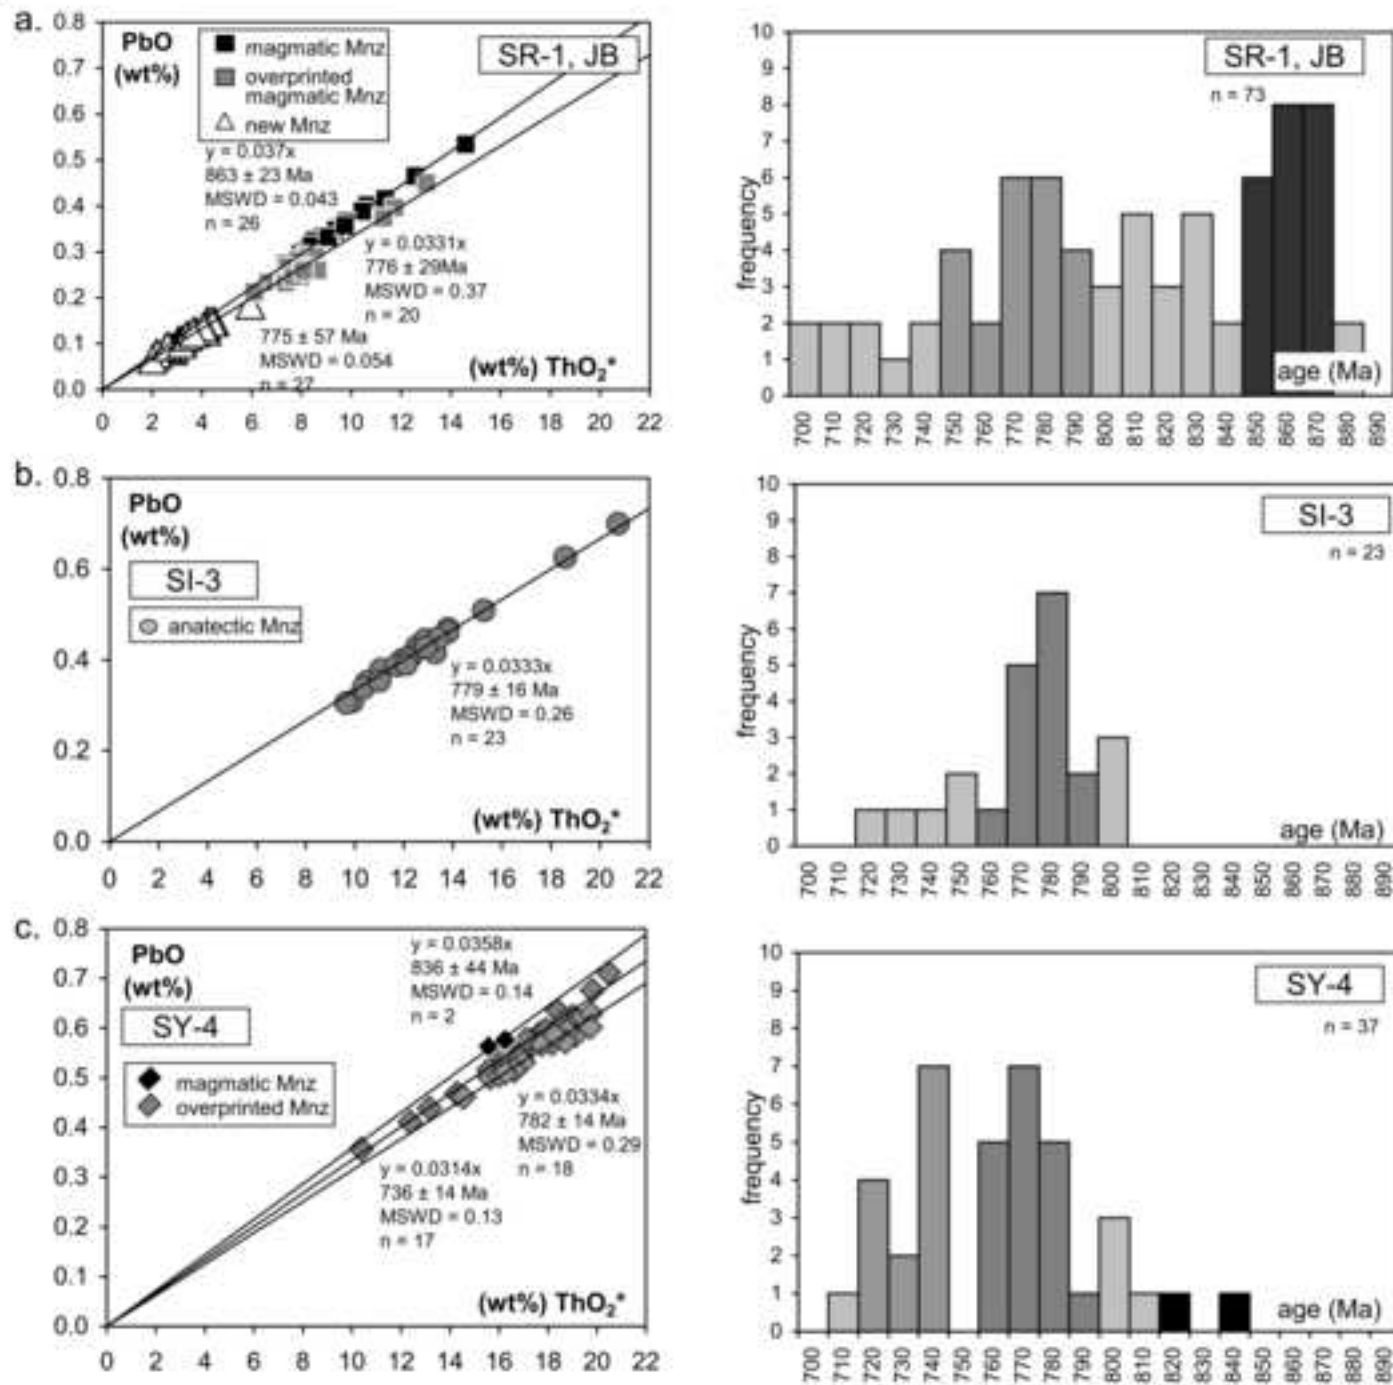 a.
0.8
0.7
0.6
0.5
0.4
0.3
0.2
0.1
0.0
PbO
(wt%)
magmatic Mnz
overprinted
magmatic Mnz
new Mnz
SR-1, JB
y = 0.037x
863 ± 23 Ma
MSWD = 0.043
n = 26
y = 0.0331x
776 ± 29Ma
MSWD = 0.37
n = 20
775 ± 57 Ma
MSWD = 0.054
n = 27
(wt%) ThO₂*
0 2 4 6 8 10 12 14 16 18 20 22
SR-1, JB
n = 73
10
9
8
7
6
5
4
3
2
1
0
frequency
age (Ma)
700 710 720 730 740 750 760 770 780 790 800 810 820 830 840 850 860 870 880 890
b.
0.8
0.6
0.4
0.2
0.0
PbO
(wt%)
SI-3
anatectic Mnz
y = 0.0333x
779 ± 16 Ma
MSWD = 0.26
n = 23
(wt%) ThO₂*
0 2 4 6 8 10 12 14 16 18 20 22
SI-3
n = 23
10
9
8
7
6
5
4
3
2
1
0
frequency
age (Ma)
700 710 720 730 740 750 760 770 780 790 800 810 820 830 840 850 860 870 880 890
c.
0.8
0.7
0.6
0.5
0.4
0.3
0.2
0.1
0.0
PbO
(wt%)
SY-4
magmatic Mnz
overprinted Mnz
y = 0.0358x
836 ± 44 Ma
MSWD = 0.14
n = 2
y = 0.0334x
782 ± 14 Ma
MSWD = 0.29
n = 18
y = 0.0314x
736 ± 14 Ma
MSWD = 0.13
n = 17
(wt%) ThO₂*
0 2 4 6 8 10 12 14 16 18 20 22
SY-4
n = 37
10
9
8
7
6
5
4
3
2
1
0
frequency
age (Ma)
700 710 720 730 740 750 760 770 780 790 800 810 820 830 840 850 860 870 880 890